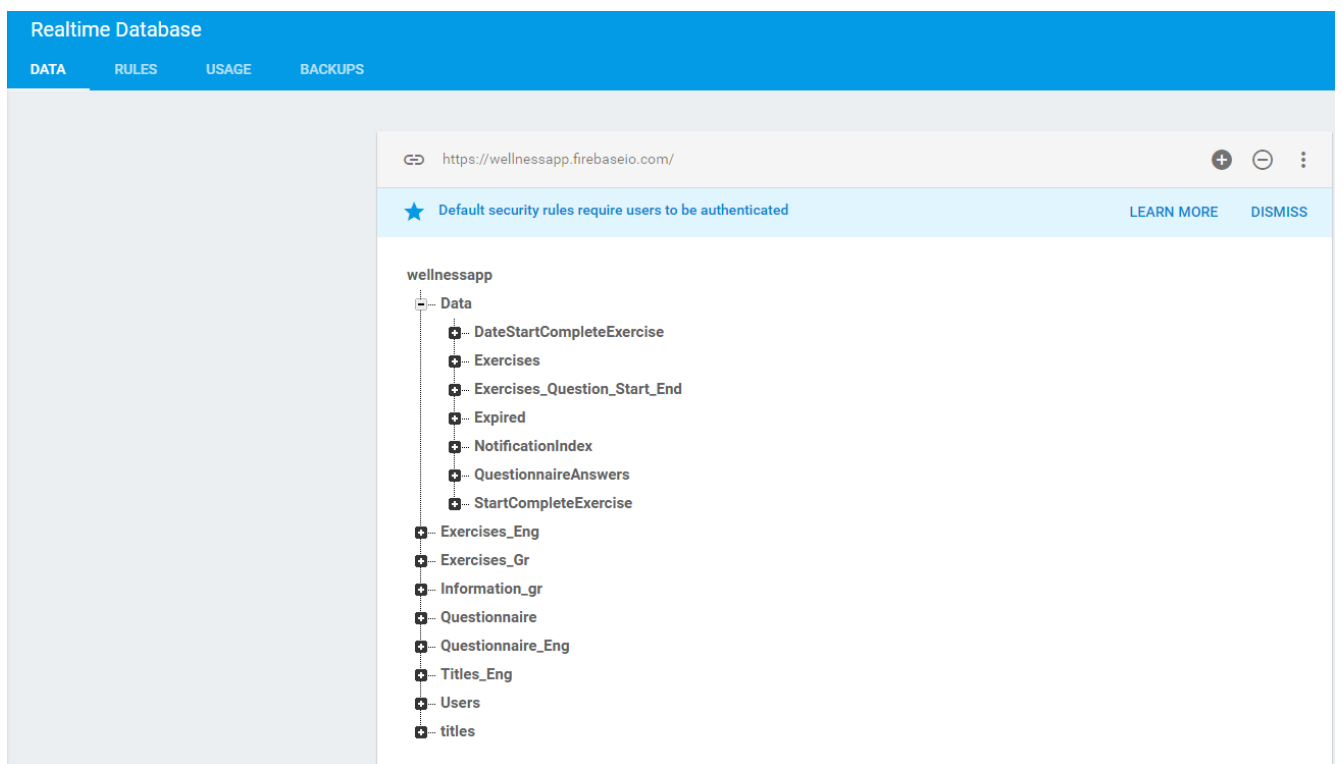 Realtime Database
DATA RULES USAGE BACKUPS
https://wellnessapp.firebaseio.com/
Default security rules require users to be authenticated LEARN MORE DISMISS
wellnessapp
Data
DateStartCompleteExercise
Exercises
Exercises_Question_Start_End
Expired
NotificationIndex
QuestionnaireAnswers
StartCompleteExercise
Exercises_Eng
Exercises_Gr
Information_gr
Questionnaire
Questionnaire_Eng
Titles_Eng
Users
titles